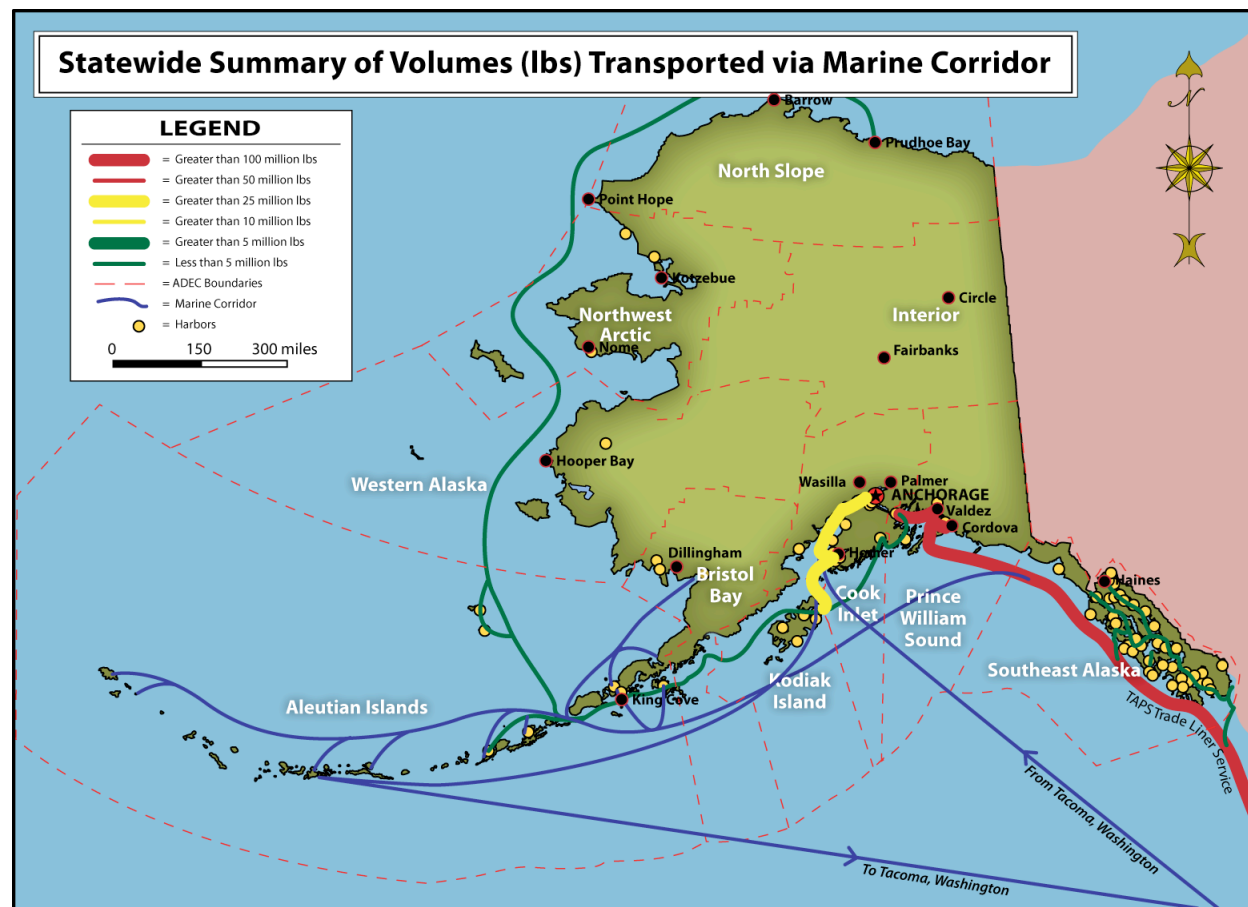 Statewide Summary of Volumes (lbs) Transported via Marine Corridor
LEGEND
= Greater than 100 million lbs
= Greater than 50 million lbs
= Greater than 25 million lbs
= Greater than 10 million lbs
= Greater than 5 million lbs
= Less than 5 million lbs
= ADEC Boundaries
= Marine Corridor
= Harbors
0 150 300 miles
N
Barrow
Prudhoe Bay
North Slope
Point Hope
Kotzebue
Circle
Northwest
Arctic
Interior
Nome
Fairbanks
Hooper Bay
Western Alaska
Wasilla
Palmer
ANCHORAGE
Valdez
Cordova
Dillingham
Homer
Bristol
Bay
Haines
Cook
Inlet
Prince
William
Sound
Southeast Alaska
Kodiak
Island
King Cove
Aleutian Islands
TAPS Trade Liner Service
From Tacoma, Washington
To Tacoma, Washington